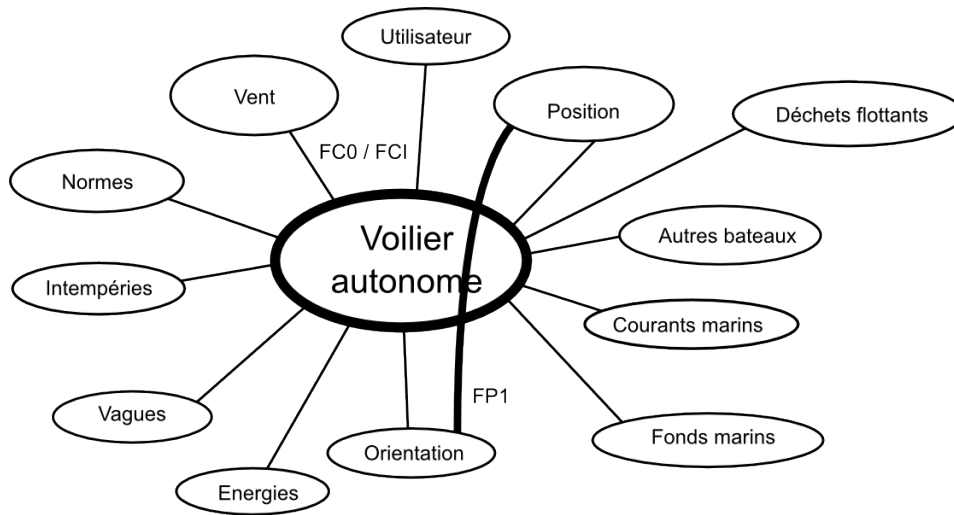 Utilisateur
Vent
Position
Déchets flottants
FC0 / FCI
Normes
Voilier
autonome
Autres bateaux
Intempéries
Courants marins
Vagues
FP1
Orientation
Fonds marins
Energies